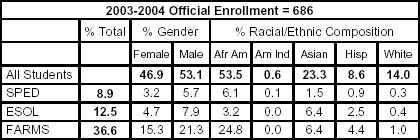 2003-2004 Official Enrollment = 686
% Total % Gender % Racial/Ethnic Composition
Female Male Afr Am Am Ind Asian Hisp White
All Students 46.9 53.1 53.5 0.6 23.3 8.6 14.0
SPED 8.9 4.7 5.7 6.1 0.1 1.5 0.9 0.3
ESOL 12.5 4.7 7.9 3.2 0.0 6.4 2.5 0.4
FARMS 36.6 15.3 21.3 24.8 0.0 6.4 4.4 1.0